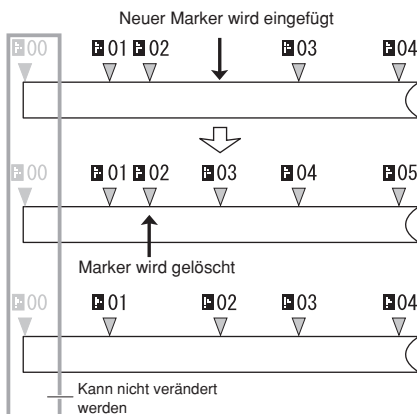 Neuer Marker wird eingefügt
00 01 02 03 04
00 01 02 03 04 05
Marker wird gelöscht
00 01 02 03 04
Kann nicht verändert
werden